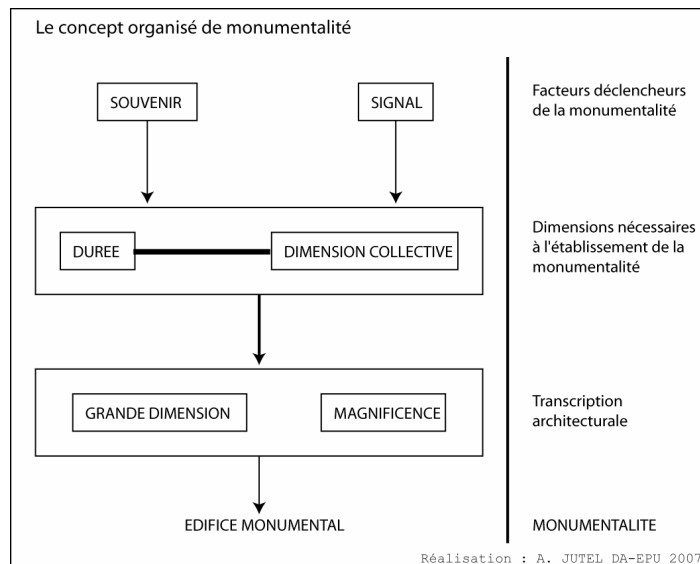 Le concept organisé de monumentalité
SOUVENIR
SIGNAL
Facteurs déclencheurs
de la monumentalité
DUREE
DIMENSION COLLECTIVE
Dimensions nécessaires
à l'établissement de la
monumentalité
GRANDE DIMENSION
MAGNIFICENCE
Transcription
architecturale
EDIFICE MONUMENTAL
MONUMENTALITE
Réalisation : A. JUTEL DA-EPU 2007